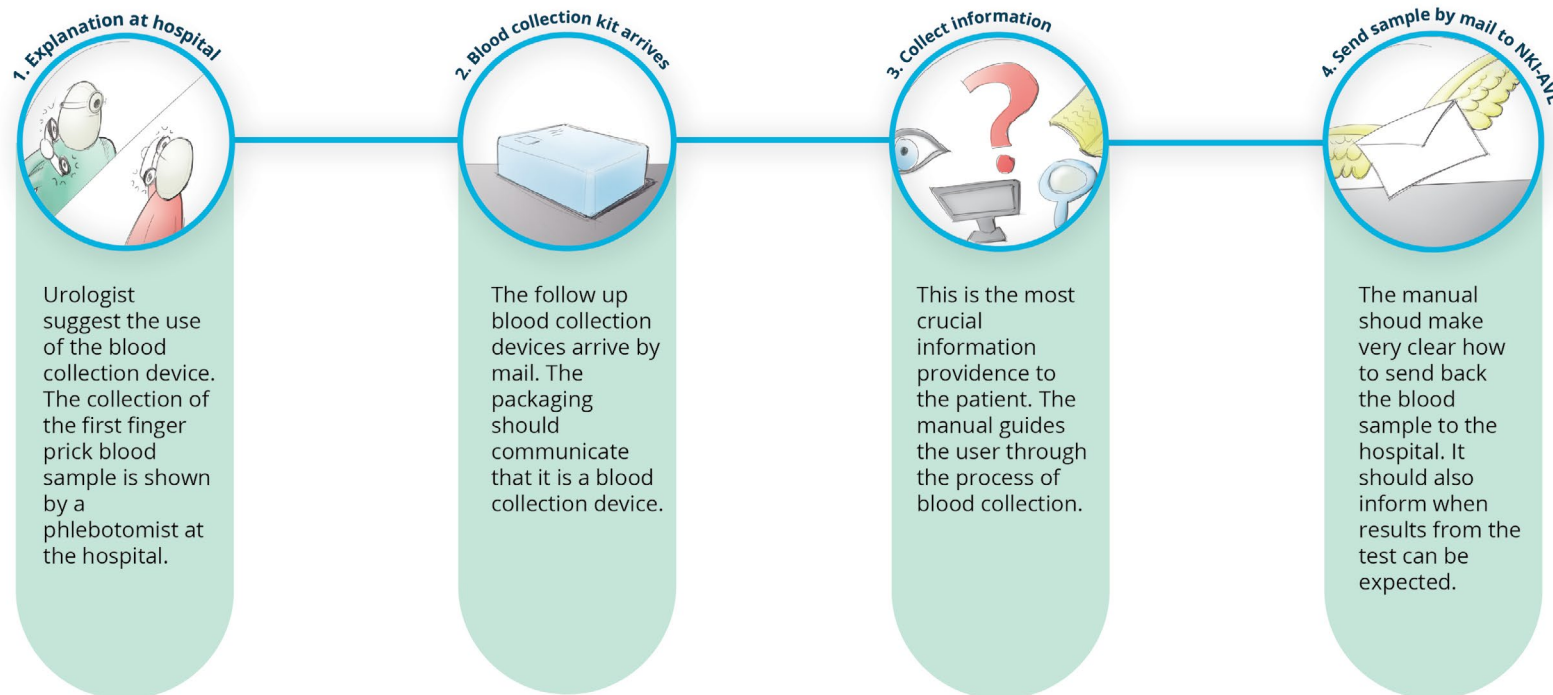 1. Explanation at hospital
Urologist
suggest the use
of the blood
collection device.
The collection of
the first finger
prick blood
sample is shown
by a
phlebotomist at
the hospital.
2. Blood collection kit arrives
The follow up
blood collection
devices arrive by
mail. The
packaging
should
communicate
that it is a blood
collection device.
3. Collect information
This is the most
crucial
information
providence to
the patient. The
manual guides
the user through
the process of
blood collection.
4. Send sample by mail to NKI-AVL
The manual
shoud make
very clear how
to send back
the blood
sample to the
hospital. It
should also
inform when
results from the
test can be
expected.